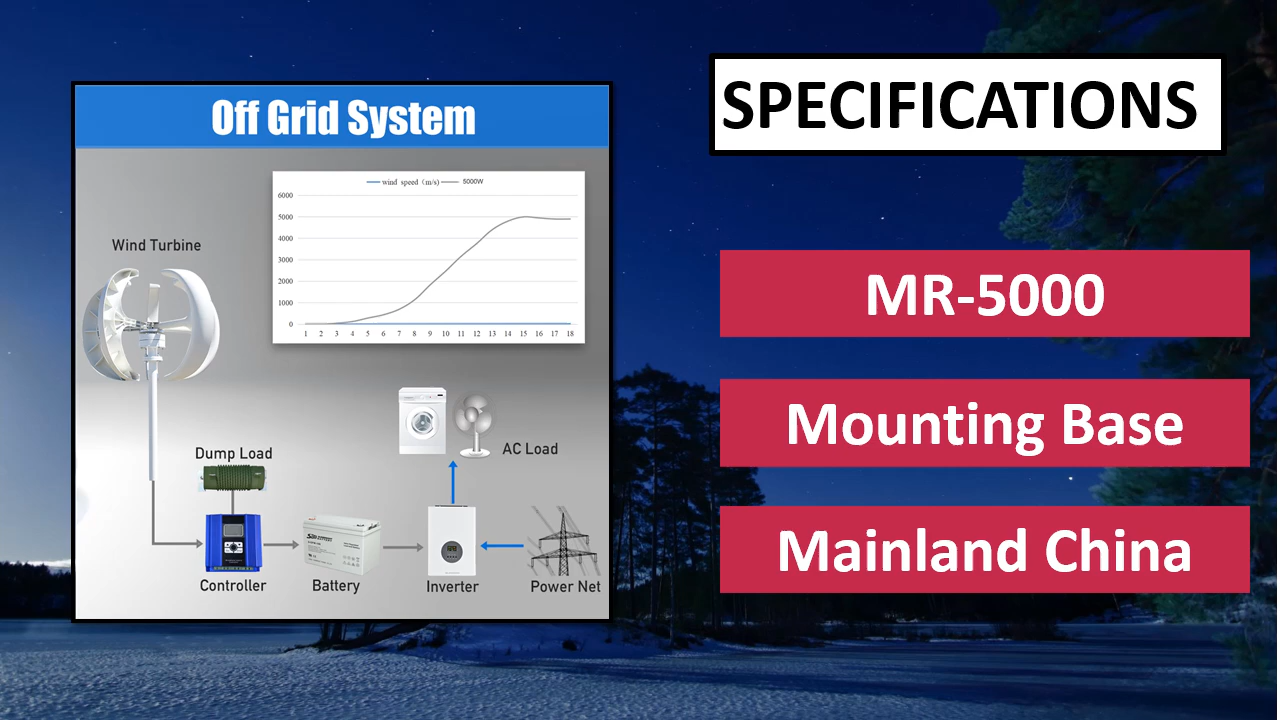 SPECIFICATIONS
Off Grid System
wind speed（m/s) 5000W
6000
5000
4000
3000
2000
1000
0
1 2 3 4 5 6 7 8 9 10 11 12 13 14 15 16 17 18
Wind Turbine
Dump Load
AC Load
Controller
Battery
Inverter
Power Net
MR-5000
Mounting Base
Mainland China